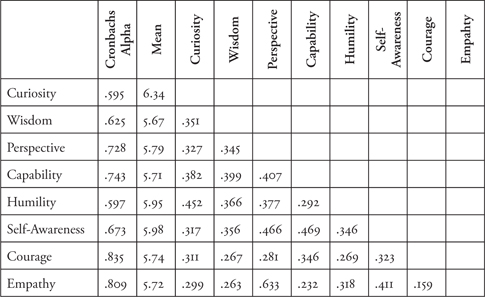 Cronbachs Alpha Mean Curiosity Wisdom Perspective Capability Humility Self-Awareness Courage Empahty
Curiosity .595 6.34
Wisdom .625 5.67 .351
Perspective .728 5.79 .327 .345
Capability .743 5.71 .382 .399 .407
Humility .597 5.95 .452 .366 .377 .292
Self-Awareness .673 5.98 .317 .356 .466 .469 .346
Courage .835 5.74 .311 .267 .281 .346 .269 .323
Empathy .809 5.72 .299 .263 .633 .232 .318 .411 .159